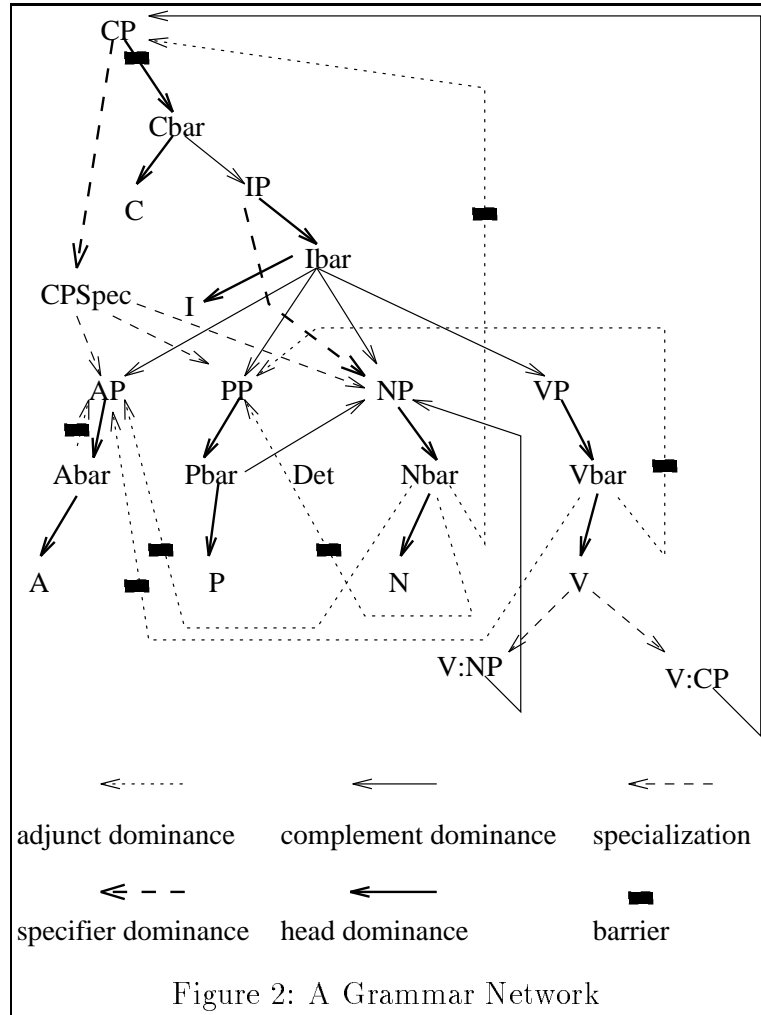 CP
Cbar
C
IP
Ibar
CPSpec
I
AP
PP
NP
VP
Abar
Pbar
Det
Nbar
Vbar
A
P
N
V
V:NP
V:CP
adjunct dominance
complement dominance
specialization
specifier dominance
head dominance
barrier
Figure 2: A Grammar Network